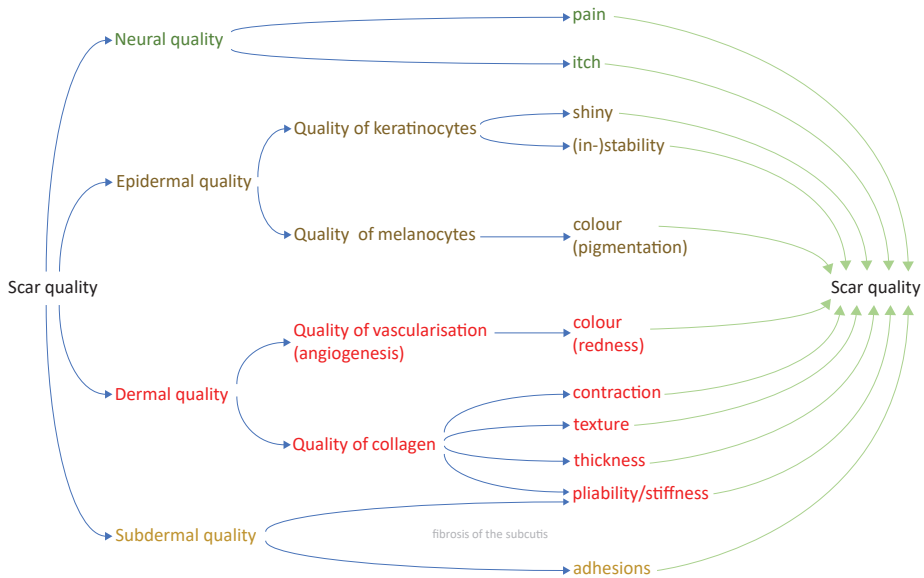 pain
Neural quality
itch
shiny
Quality of keratinocytes
(in-)stability
Epidermal quality
colour
(pigmentation)
Quality of melanocytes
Scar quality
Scar quality
Quality of vascularisation
(angiogenesis)
colour
(redness)
Dermal quality
contraction
texture
Quality of collagen
thickness
pliability/stiffness
Subdermal quality
fibrosis of the subcutis
adhesions